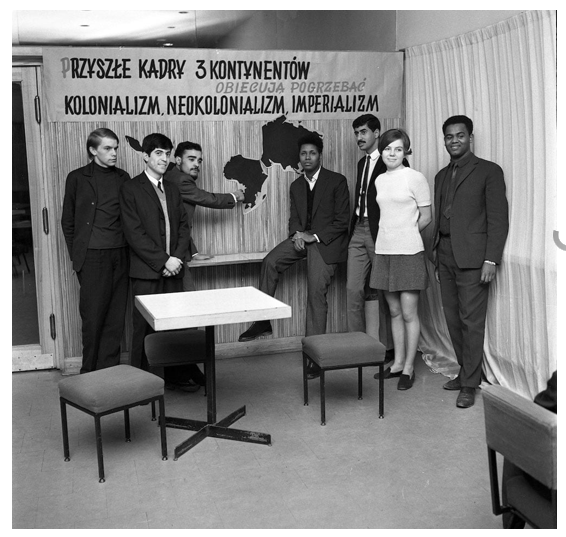 PRZYSZŁE KADRY 3 KONTYNENTÓW
OBIECUJĄ POGRZEBAĆ
KOLONIALIZM, NEOKOLONIALIZM, IMPERIALIZM